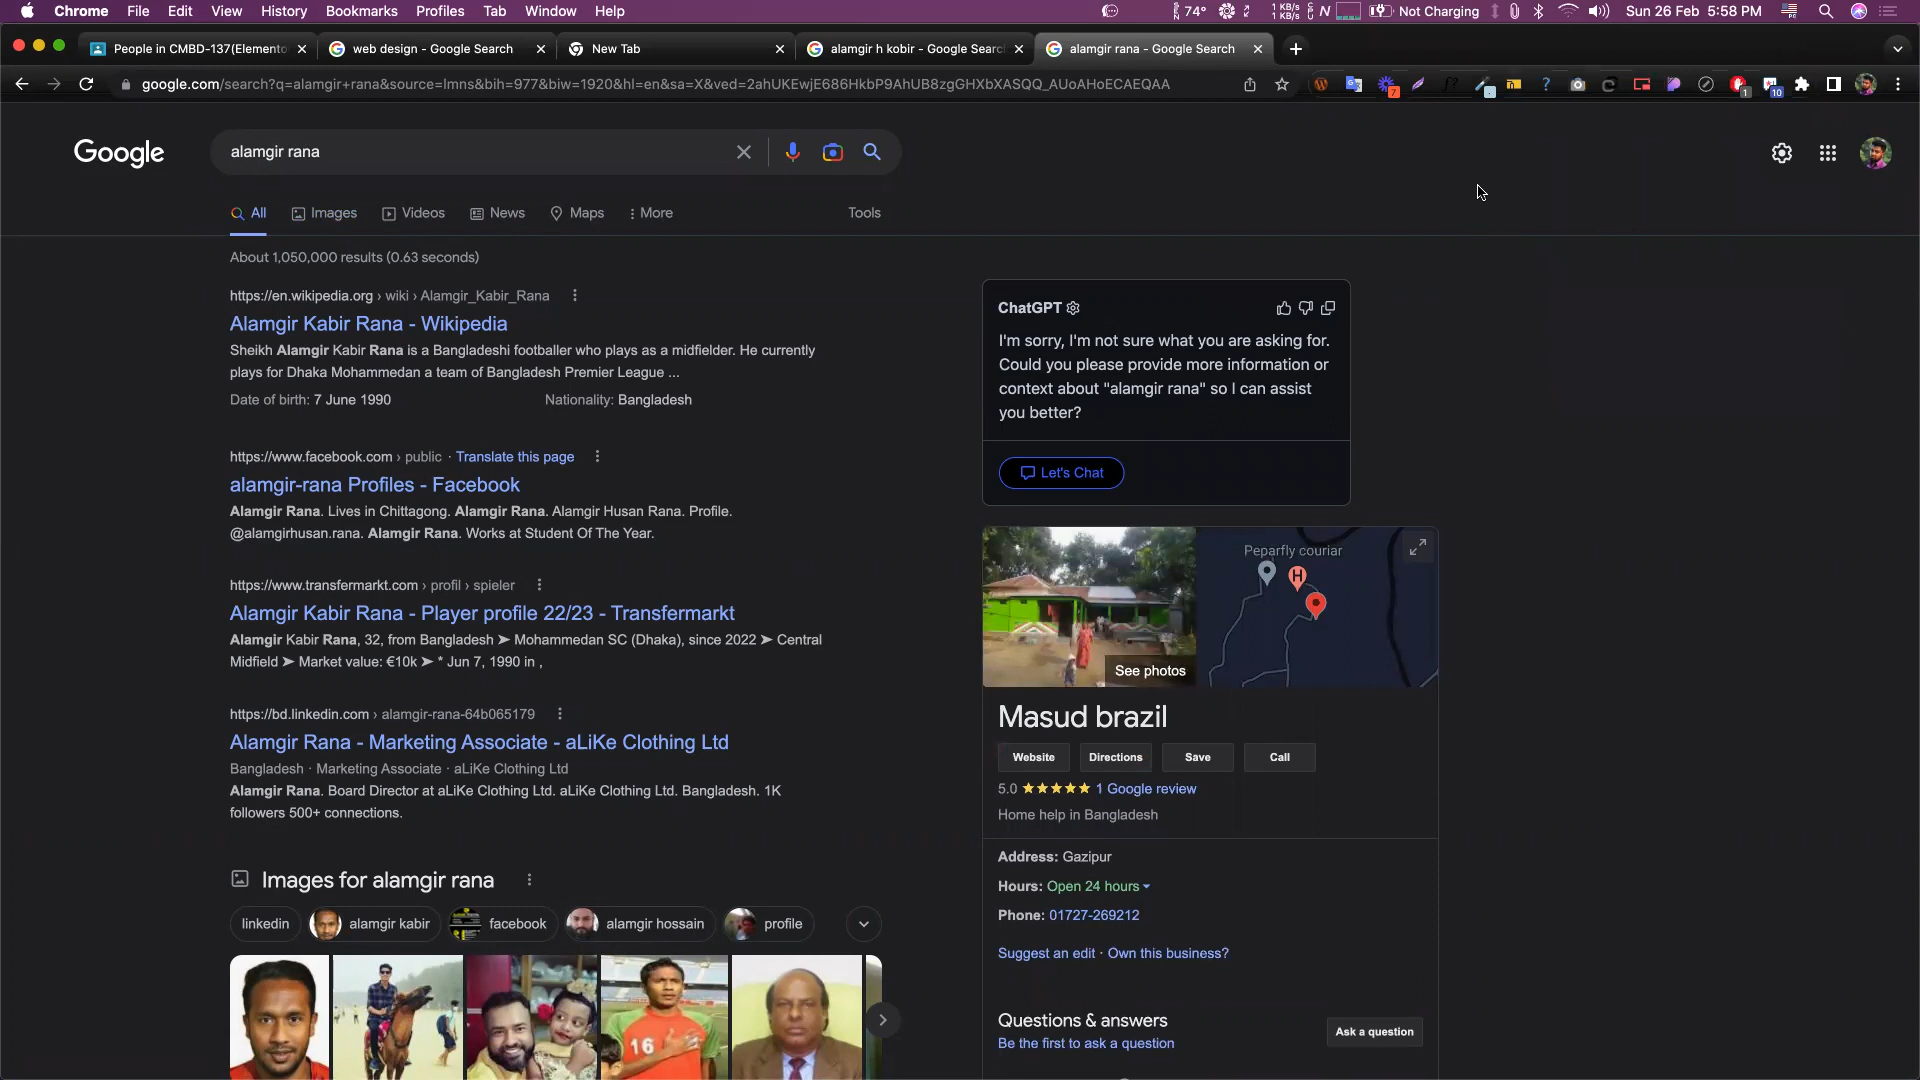 Chrome File Edit View History Bookmarks Profiles Tab Window Help 74° 1 KB/s 1 KB/s N Not Charging Sun 26 Feb 5:58 PM
People in CMBD-137(Elemento web design - Google Search New Tab alamgir h kobir - Google Searc alamgir rana - Google Search
google.com/search?q=alamgir+rana&source=lmns&bih=977&biw=1920&hl=en&sa=X&ved=2ahUKEwjE686HkbP9AhUB8zgGHXbXASQQ_AUoAHoECAEQAA
7 1 10
Google
alamgir rana
All Images Videos News Maps More Tools
About 1,050,000 results (0.63 seconds)
https://en.wikipedia.org › wiki › Alamgir_Kabir_Rana
Alamgir Kabir Rana - Wikipedia
Sheikh Alamgir Kabir Rana is a Bangladeshi footballer who plays as a midfielder. He currently
plays for Dhaka Mohammedan a team of Bangladesh Premier League ...
Date of birth: 7 June 1990 Nationality: Bangladesh
https://www.facebook.com › public · Translate this page
alamgir-rana Profiles - Facebook
Alamgir Rana. Lives in Chittagong. Alamgir Rana. Alamgir Husan Rana. Profile.
@alamgirhusan.rana. Alamgir Rana. Works at Student Of The Year.
https://www.transfermarkt.com › profil › spieler
Alamgir Kabir Rana - Player profile 22/23 - Transfermarkt
Alamgir Kabir Rana, 32, from Bangladesh ➤ Mohammedan SC (Dhaka), since 2022 ➤ Central
Midfield ➤ Market value: €10k ➤ * Jun 7, 1990 in ,
https://bd.linkedin.com › alamgir-rana-64b065179
Alamgir Rana - Marketing Associate - aLiKe Clothing Ltd
Bangladesh · Marketing Associate · aLiKe Clothing Ltd
Alamgir Rana. Board Director at aLiKe Clothing Ltd. aLiKe Clothing Ltd. Bangladesh. 1K
followers 500+ connections.
Images for alamgir rana
linkedin alamgir kabir facebook alamgir hossain profile
16
ChatGPT
I'm sorry, I'm not sure what you are asking for.
Could you please provide more information or
context about "alamgir rana" so I can assist
you better?
Let's Chat
Peparfly couriar
H
See photos
Masud brazil
Website Directions Save Call
5.0 ★★★★★ 1 Google review
Home help in Bangladesh
Address: Gazipur
Hours: Open 24 hours
Phone: 01727-269212
Suggest an edit · Own this business?
Questions & answers
Be the first to ask a question
Ask a question